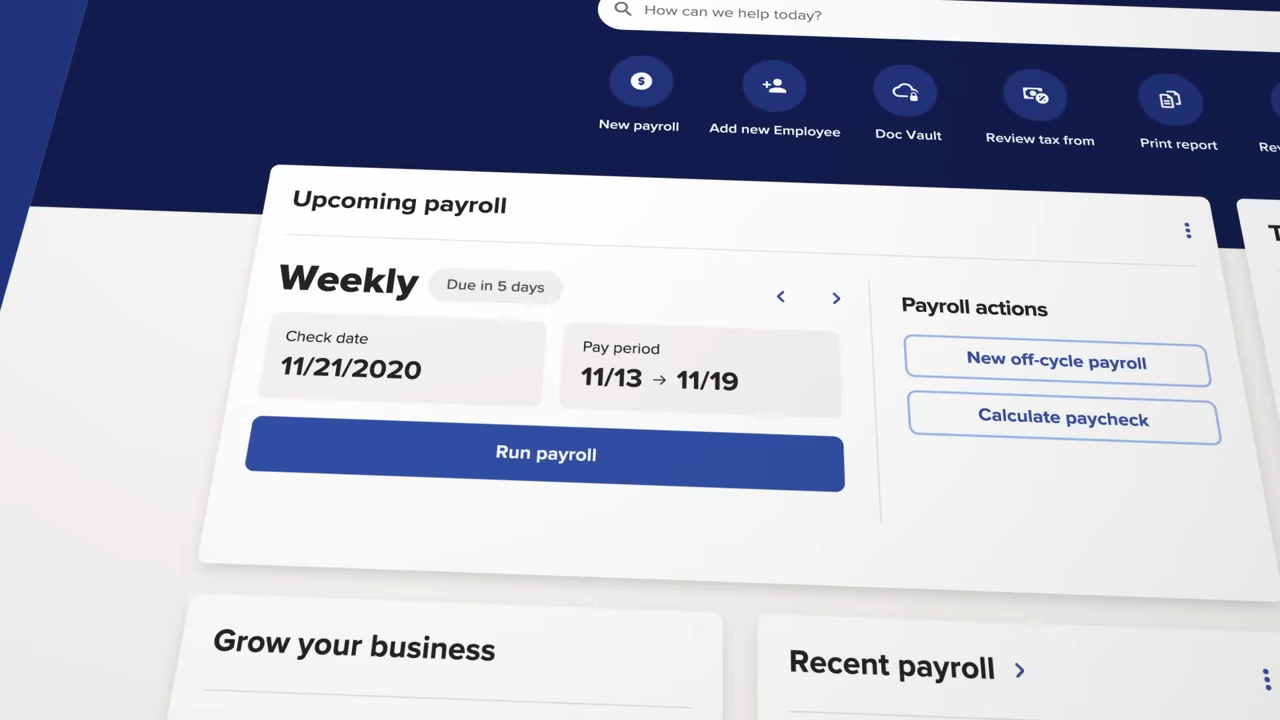 How can we help today?
New payroll
Add new Employee
Doc Vault
Review tax from
Print report
Upcoming payroll
Weekly
Due in 5 days
Check date
11/21/2020
Pay period
11/13 → 11/19
Run payroll
Payroll actions
New off-cycle payroll
Calculate paycheck
Grow your business
Recent payroll